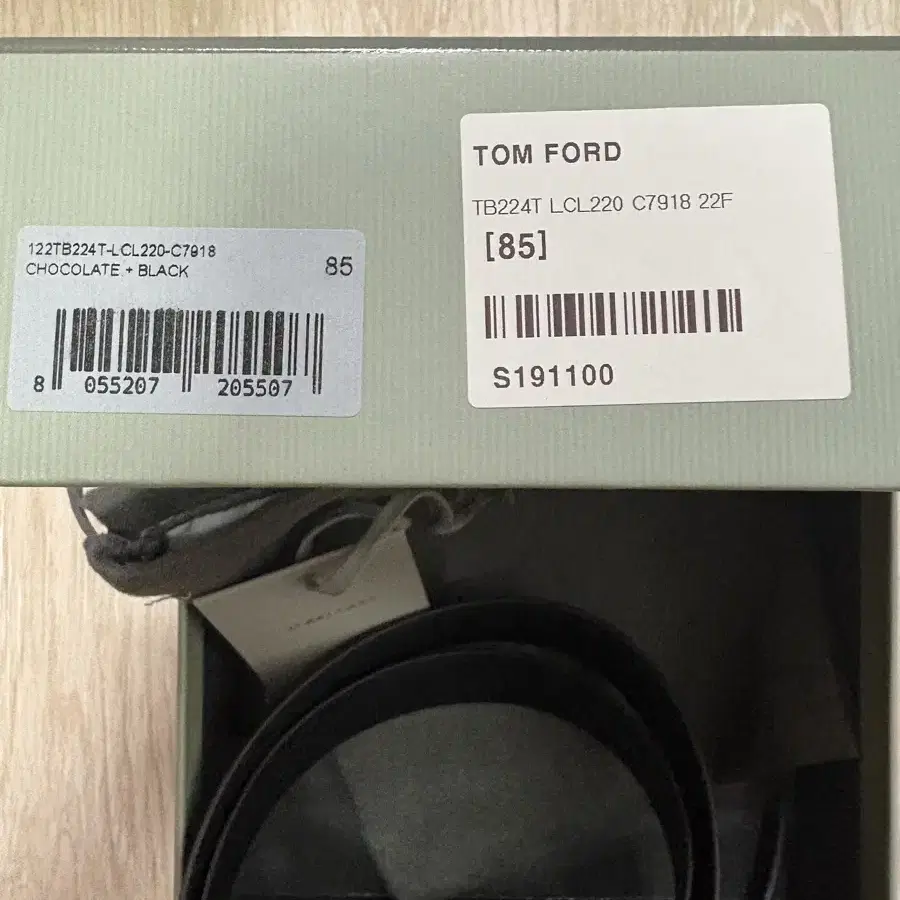 122TB224T-LCL220-C7918
CHOCOLATE + BLACK
85
8 055207 205507
TOM FORD
TB224T LCL220 C7918 22F
[85]
S191100